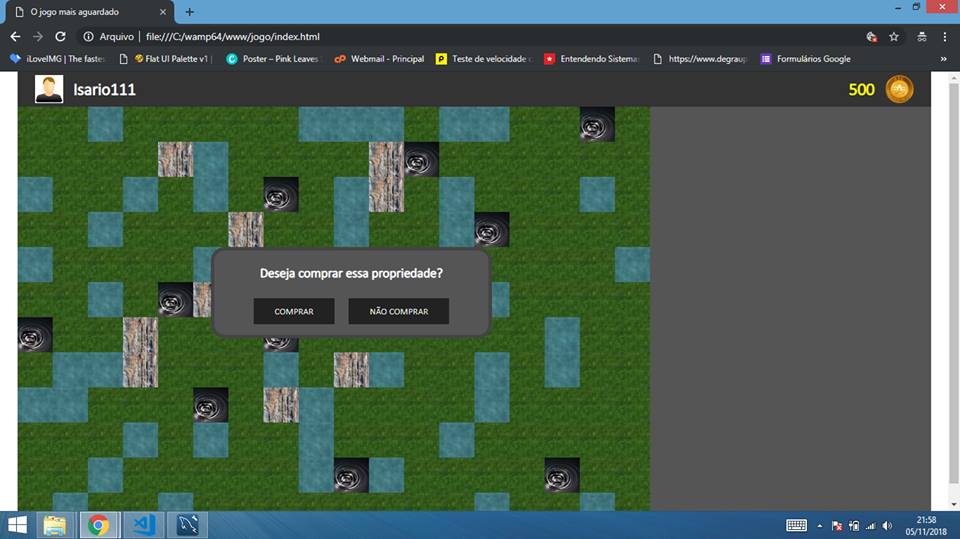 O jogo mais aguardado
Arquivo | file:///C:/wamp64/www/jogo/index.html
iLoveIMG | The fastes
Flat UI Palette v1 |
Poster – Pink Leaves |
Webmail - Principal
Teste de velocidade
Entendendo Sistema
https://www.degraup
Formulários Google
»
Isario111
500
Deseja comprar essa propriedade?
COMPRAR
NÃO COMPRAR
21:58
05/11/2018